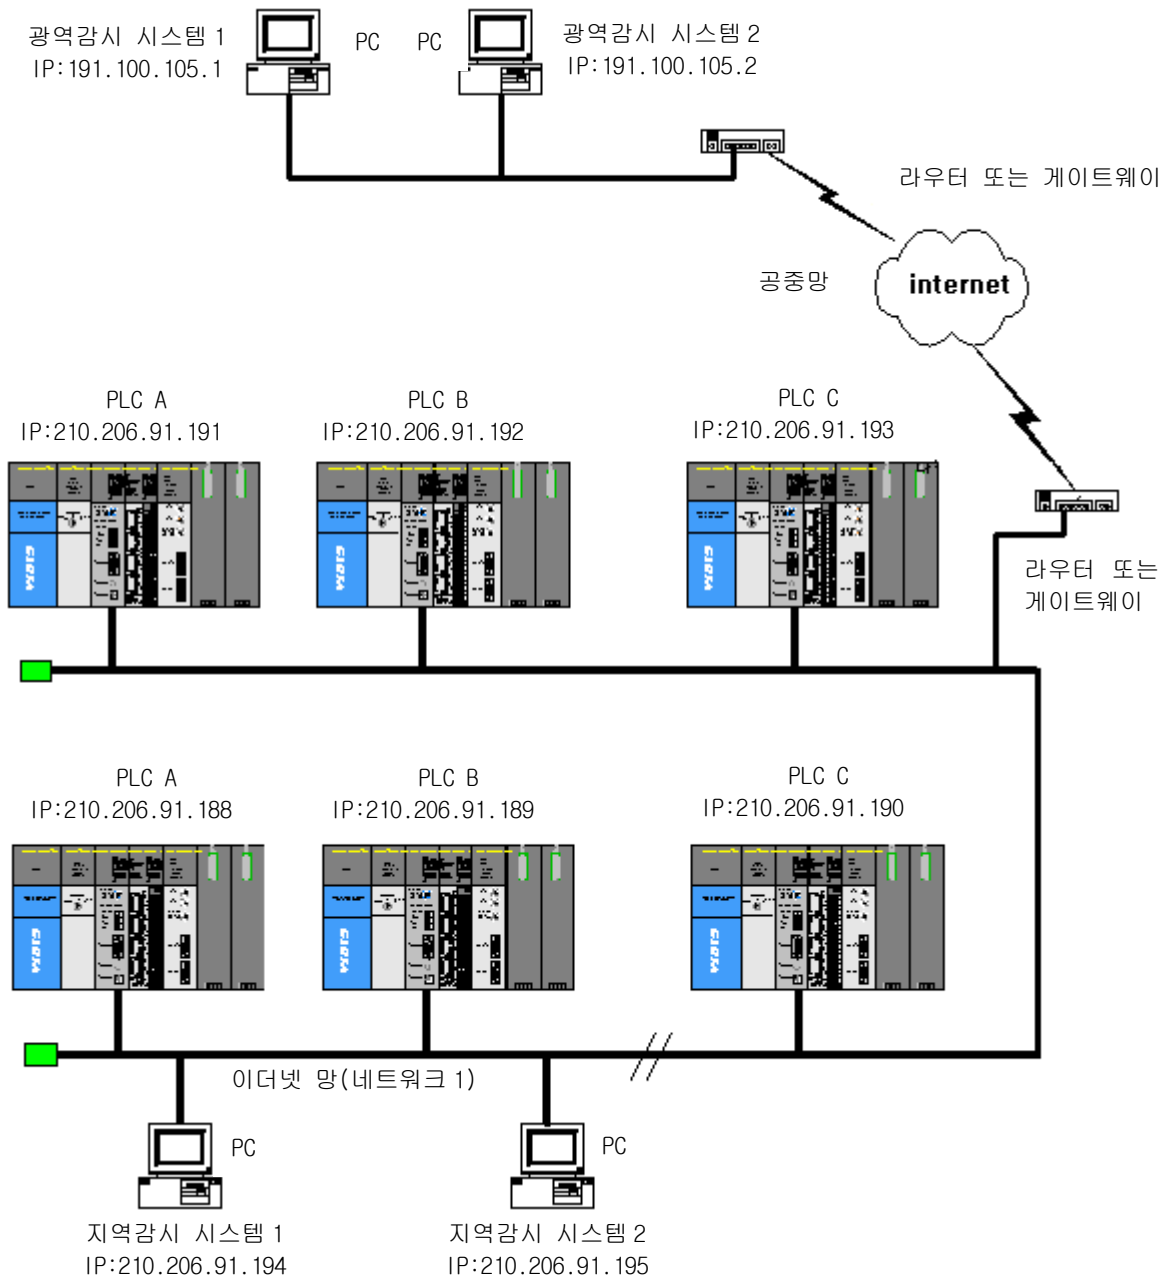 광역감시 시스템 1
IP:191.100.105.1
PC
PC
광역감시 시스템 2
IP:191.100.105.2
라우터 또는 게이트웨이
공중망
internet
PLC A
IP:210.206.91.191
PLC B
IP:210.206.91.192
PLC C
IP:210.206.91.193
라우터 또는
게이트웨이
PLC A
IP:210.206.91.188
PLC B
IP:210.206.91.189
PLC C
IP:210.206.91.190
이더넷 망(네트워크 1)
PC
PC
지역감시 시스템 1
IP:210.206.91.194
지역감시 시스템 2
IP:210.206.91.195